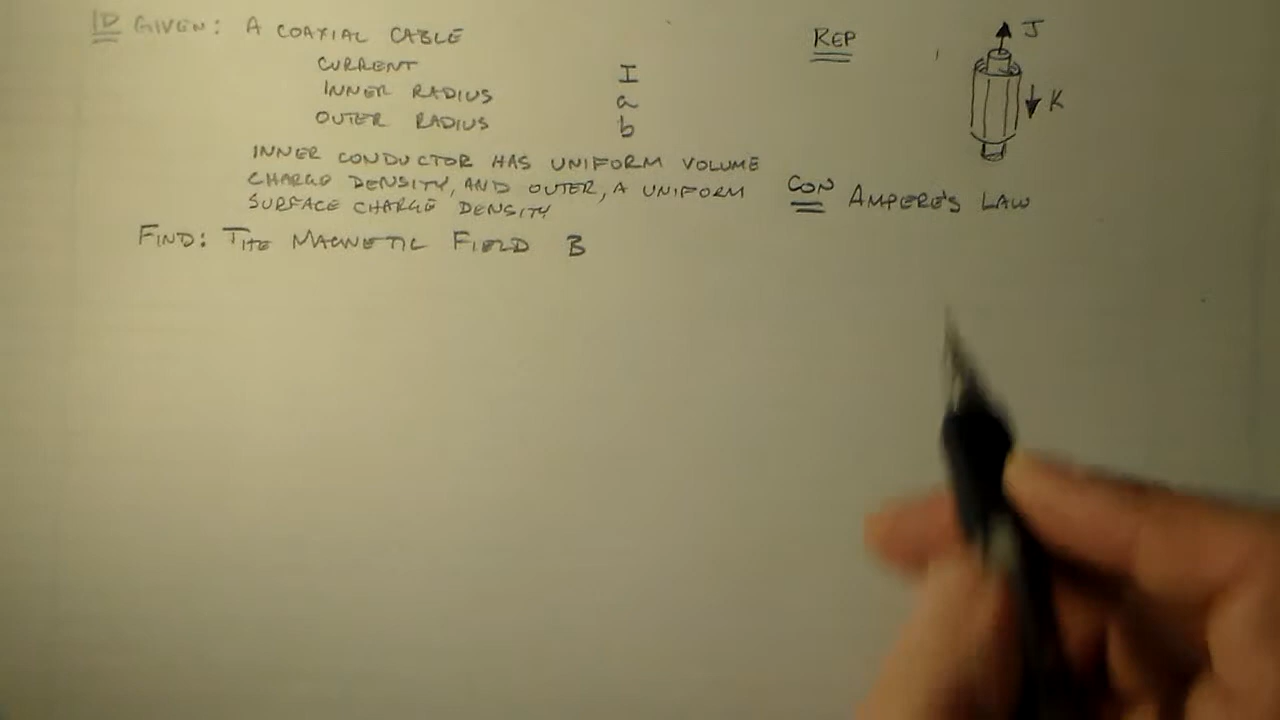 ID GIVEN: A COAXIAL CABLE
CURRENT I
INNER RADIUS a
OUTER RADIUS b
INNER CONDUCTOR HAS UNIFORM VOLUME
CHARGE DENSITY, AND OUTER, A UNIFORM
SURFACE CHARGE DENSITY
FIND: THE MAGNETIC FIELD B
REP
J
K
CON AMPERE'S LAW